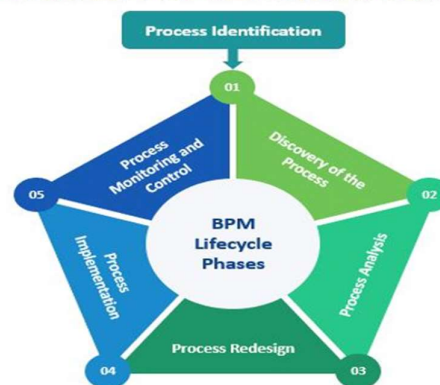 Process Identification
01
Discovery of the
Process
02
Process Analysis
03
Process Redesign
04
Process
Implementation
05
Process
Monitoring and
Control
BPM
Lifecycle
Phases